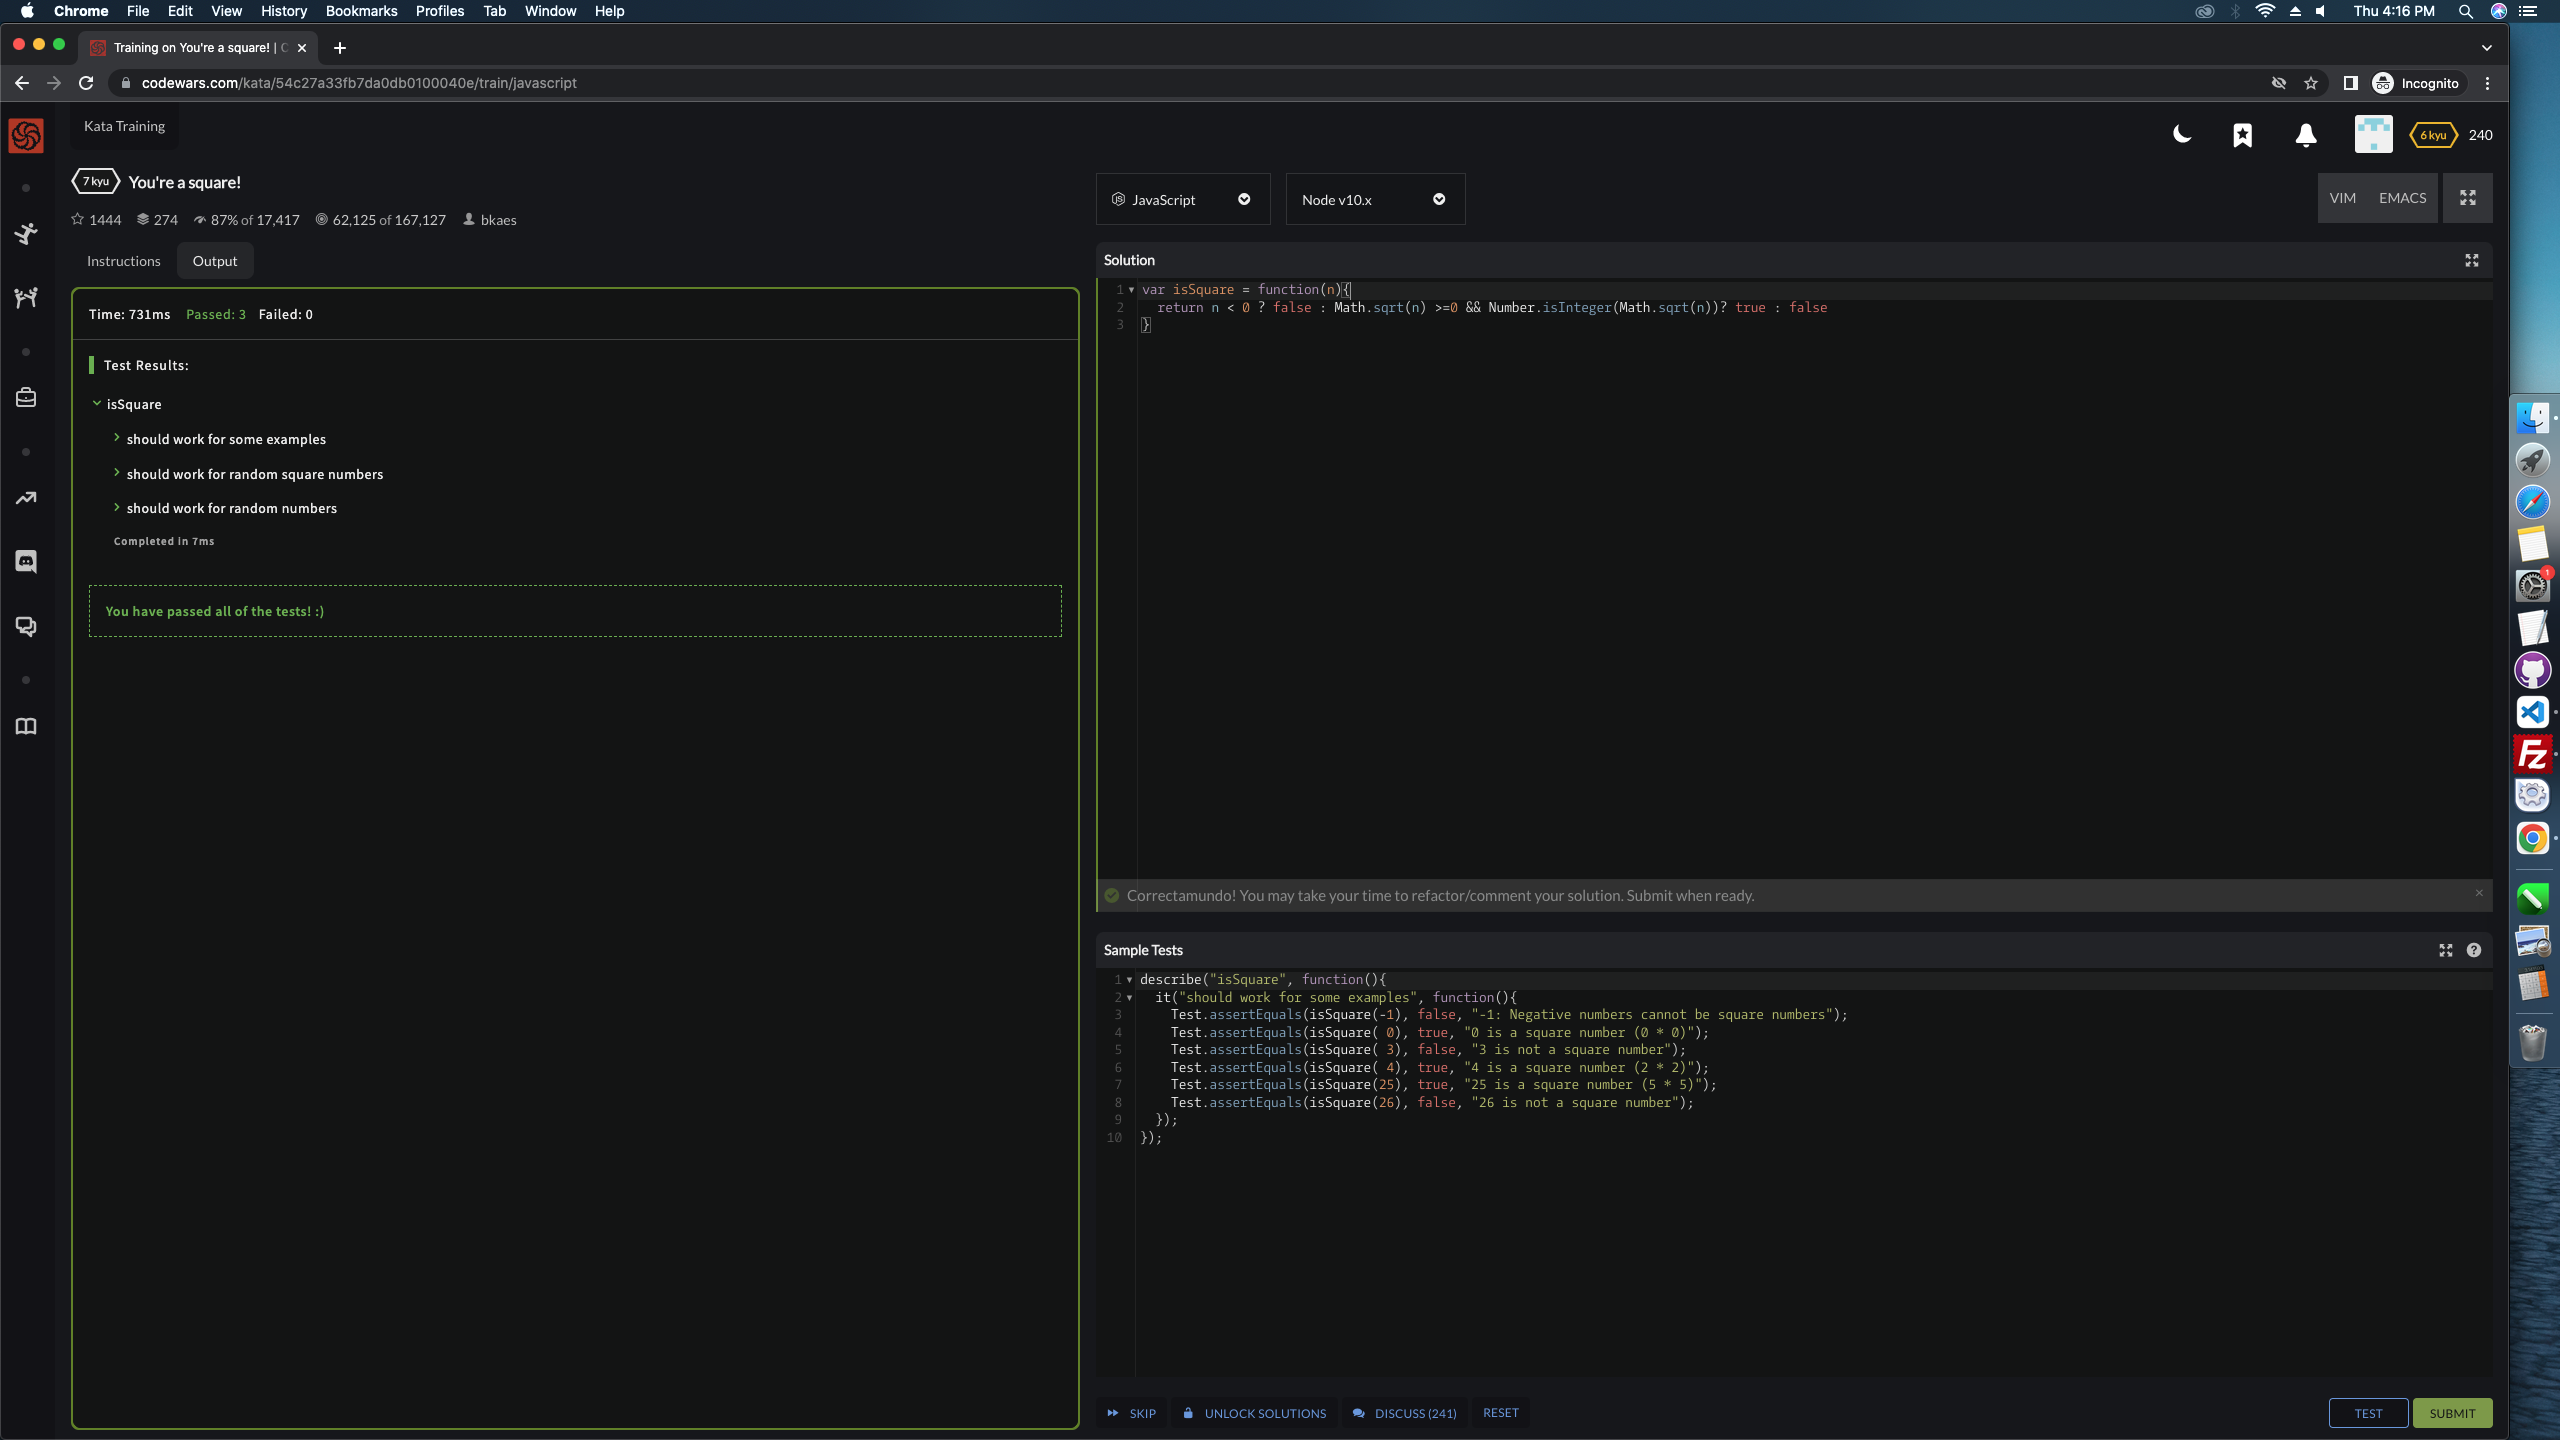 Chrome File Edit View History Bookmarks Profiles Tab Window Help
Thu 4:16 PM
Training on You're a square! | C
codewars.com/kata/54c27a33fb7da0db0100040e/train/javascript
Incognito
Kata Training
6 kyu 240
7 kyu You're a square!
1444 274 87% of 17,417 62,125 of 167,127 bkaes
JavaScript
Node v10.x
VIM EMACS
Instructions Output
Time: 731ms Passed: 3 Failed: 0
Test Results:
isSquare
should work for some examples
should work for random square numbers
should work for random numbers
Completed in 7ms
You have passed all of the tests! :)
Solution
1 var isSquare = function(n){
2 return n < 0 ? false : Math.sqrt(n) >=0 && Number.isInteger(Math.sqrt(n))? true : false
3 }
Correctamundo! You may take your time to refactor/comment your solution. Submit when ready.
Sample Tests
1 describe("isSquare", function(){
2 it("should work for some examples", function(){
3 Test.assertEquals(isSquare(-1), false, "-1: Negative numbers cannot be square numbers");
4 Test.assertEquals(isSquare( 0), true, "0 is a square number (0 * 0)");
5 Test.assertEquals(isSquare( 3), false, "3 is not a square number");
6 Test.assertEquals(isSquare( 4), true, "4 is a square number (2 * 2)");
7 Test.assertEquals(isSquare(25), true, "25 is a square number (5 * 5)");
8 Test.assertEquals(isSquare(26), false, "26 is not a square number");
9 });
10 });
SKIP UNLOCK SOLUTIONS DISCUSS (241) RESET
TEST SUBMIT
1
FZ